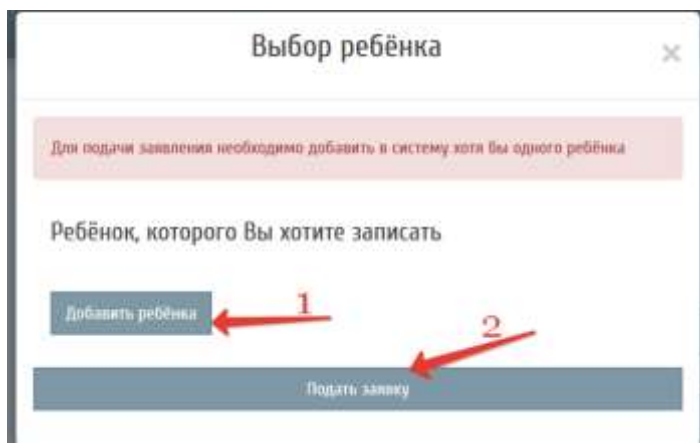 Выбор ребёнка
×
Для подачи заявления необходимо добавить в систему хотя бы одного ребёнка
Ребёнок, которого Вы хотите записать
Добавить ребёнка
1
2
Подать заявку